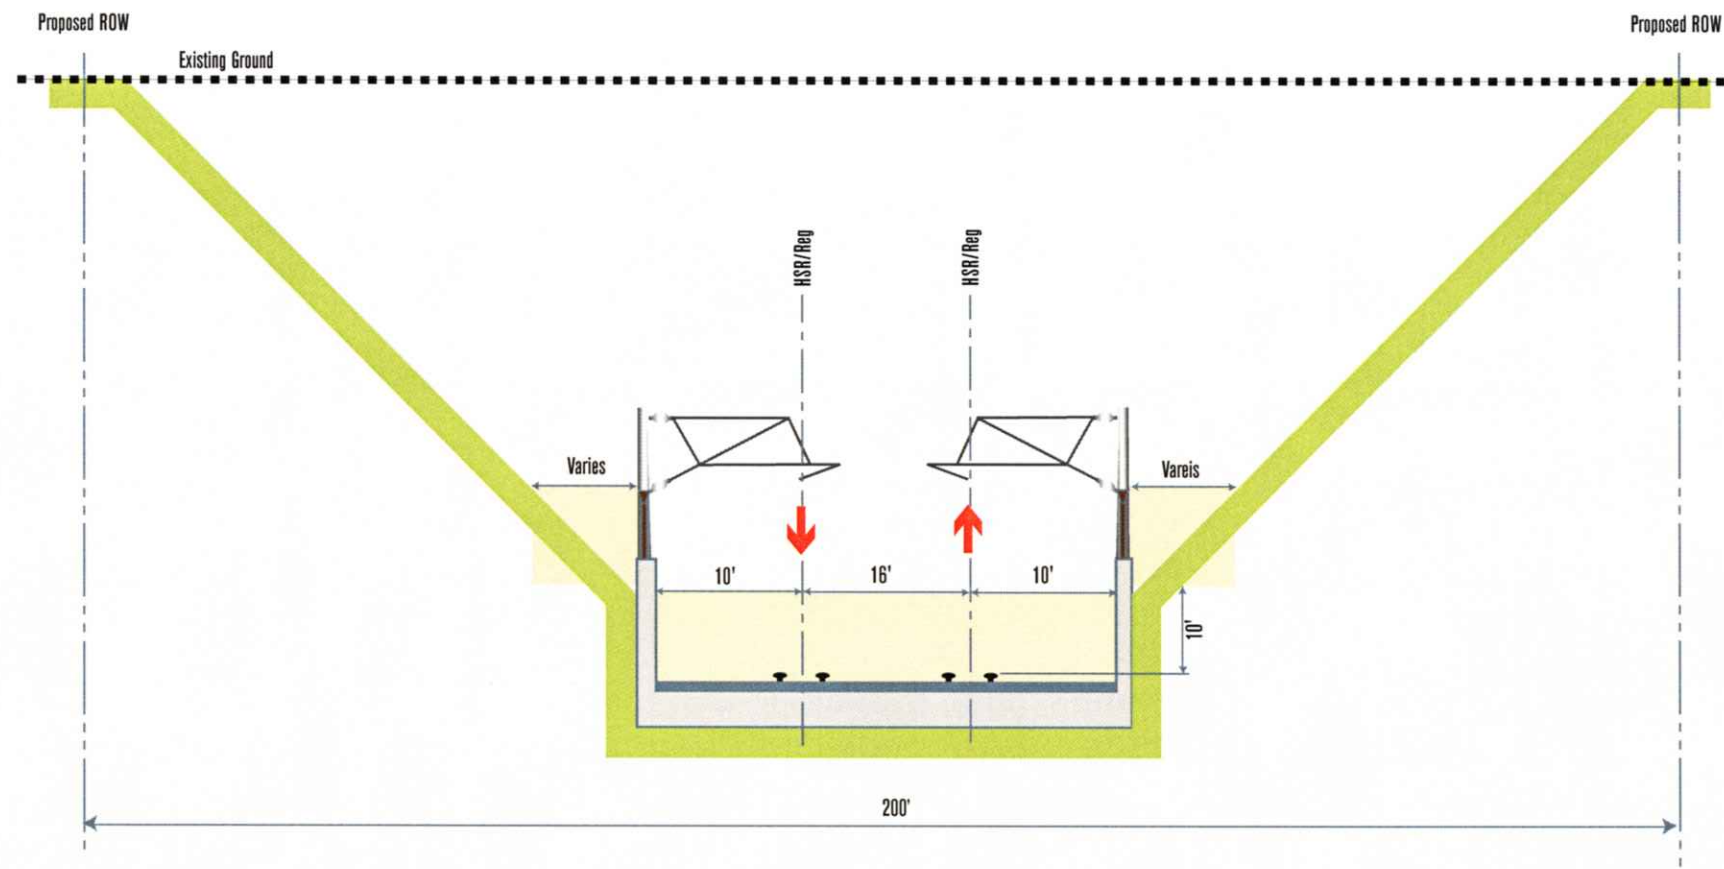 Proposed ROW
Proposed ROW
Existing Ground
HSR/Reg
HSR/Reg
Varies
Vareis
10'
16'
10'
10'
200'